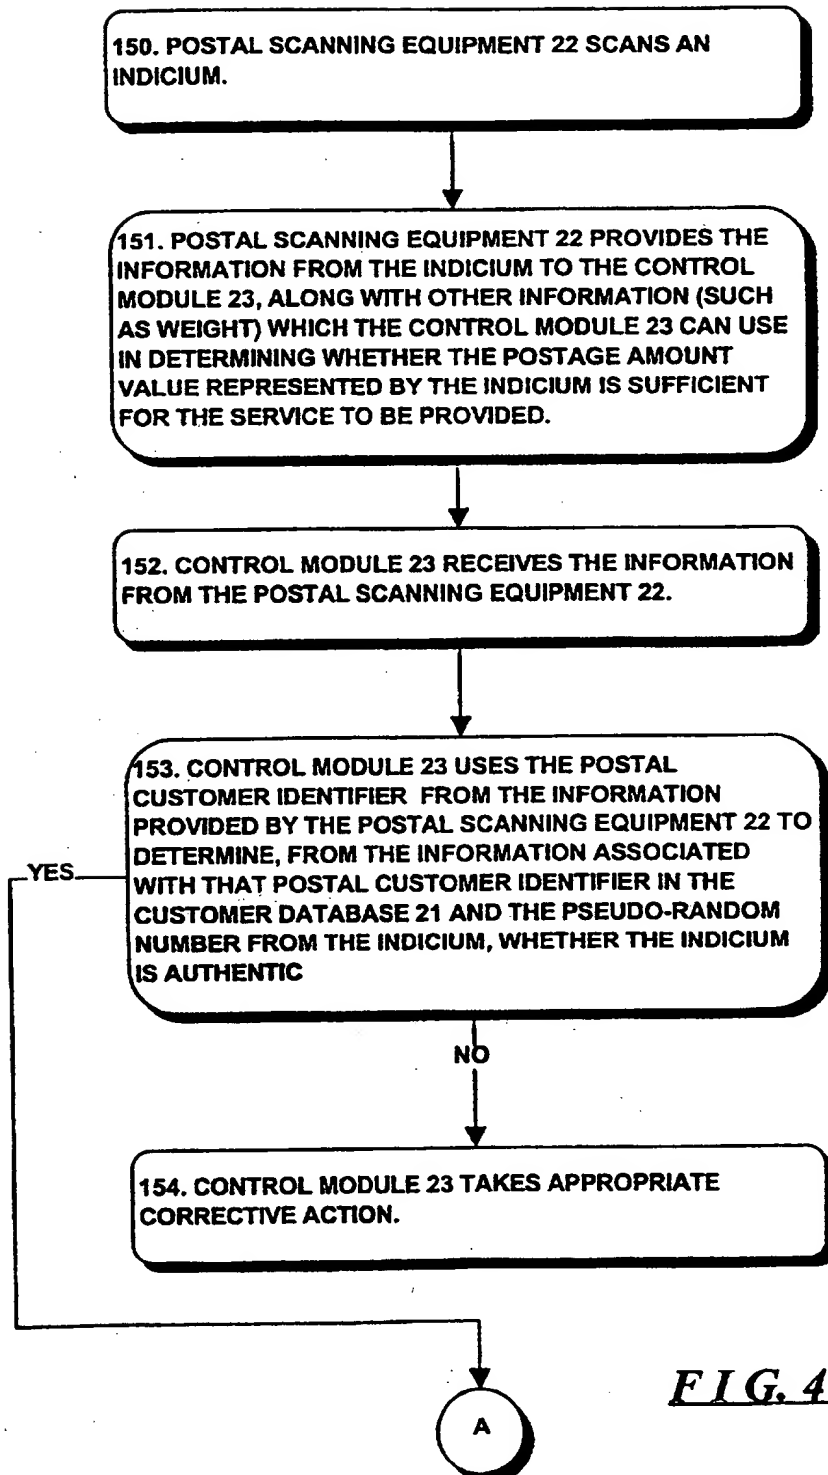 150. POSTAL SCANNING EQUIPMENT 22 SCANS AN
INDICIUM.
151. POSTAL SCANNING EQUIPMENT 22 PROVIDES THE
INFORMATION FROM THE INDICIUM TO THE CONTROL
MODULE 23, ALONG WITH OTHER INFORMATION (SUCH
AS WEIGHT) WHICH THE CONTROL MODULE 23 CAN USE
IN DETERMINING WHETHER THE POSTAGE AMOUNT
VALUE REPRESENTED BY THE INDICIUM IS SUFFICIENT
FOR THE SERVICE TO BE PROVIDED.
152. CONTROL MODULE 23 RECEIVES THE INFORMATION
FROM THE POSTAL SCANNING EQUIPMENT 22.
153. CONTROL MODULE 23 USES THE POSTAL
CUSTOMER IDENTIFIER FROM THE INFORMATION
PROVIDED BY THE POSTAL SCANNING EQUIPMENT 22 TO
DETERMINE, FROM THE INFORMATION ASSOCIATED
WITH THAT POSTAL CUSTOMER IDENTIFIER IN THE
CUSTOMER DATABASE 21 AND THE PSEUDO-RANDOM
NUMBER FROM THE INDICIUM, WHETHER THE INDICIUM
IS AUTHENTIC
YES
NO
154. CONTROL MODULE 23 TAKES APPROPRIATE
CORRECTIVE ACTION.
A
FIG. 4